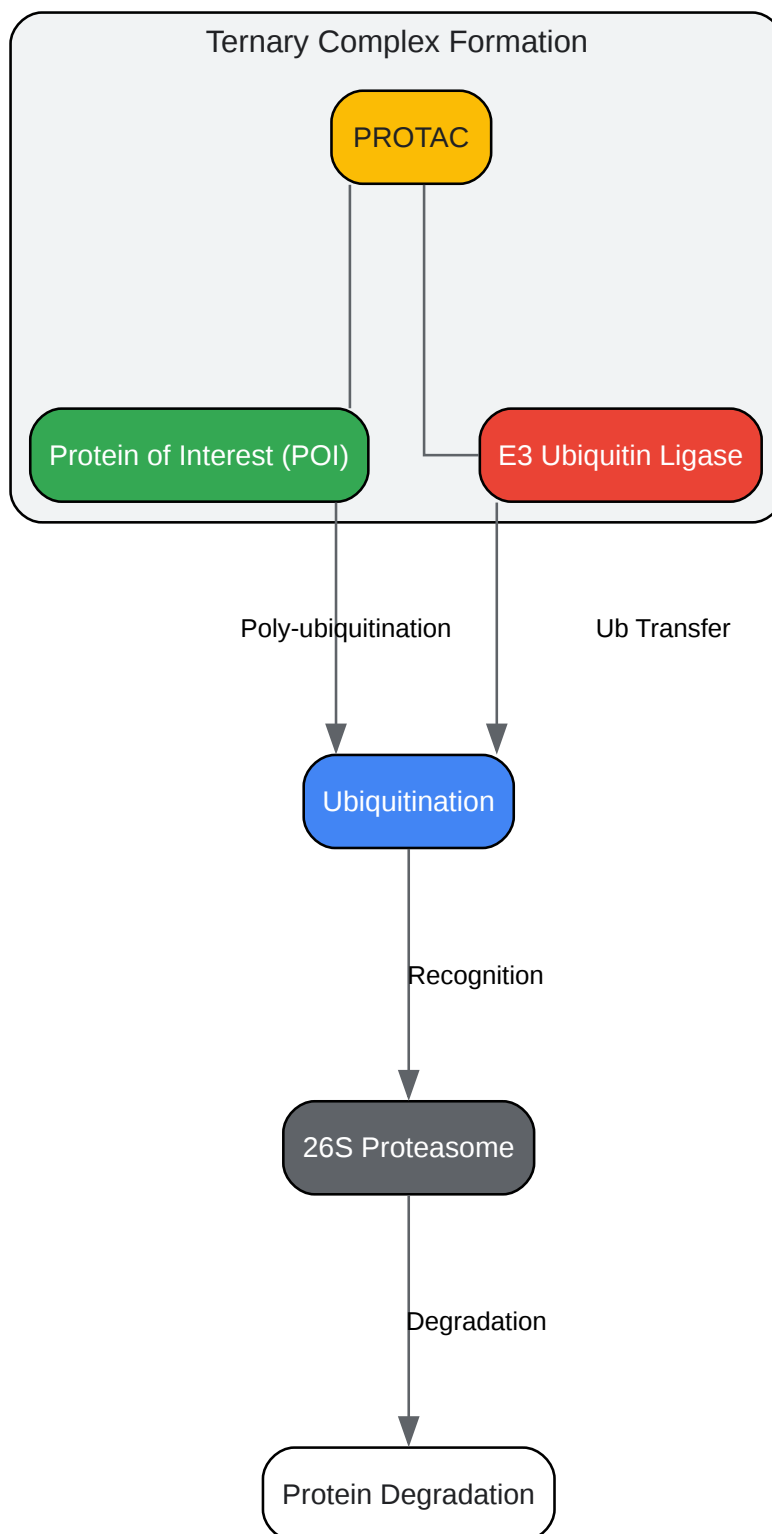 Ternary Complex Formation
PROTAC
Protein of Interest (POI)
E3 Ubiquitin Ligase
Poly-ubiquitination
Ub Transfer
Ubiquitination
Recognition
26S Proteasome
Degradation
Protein Degradation